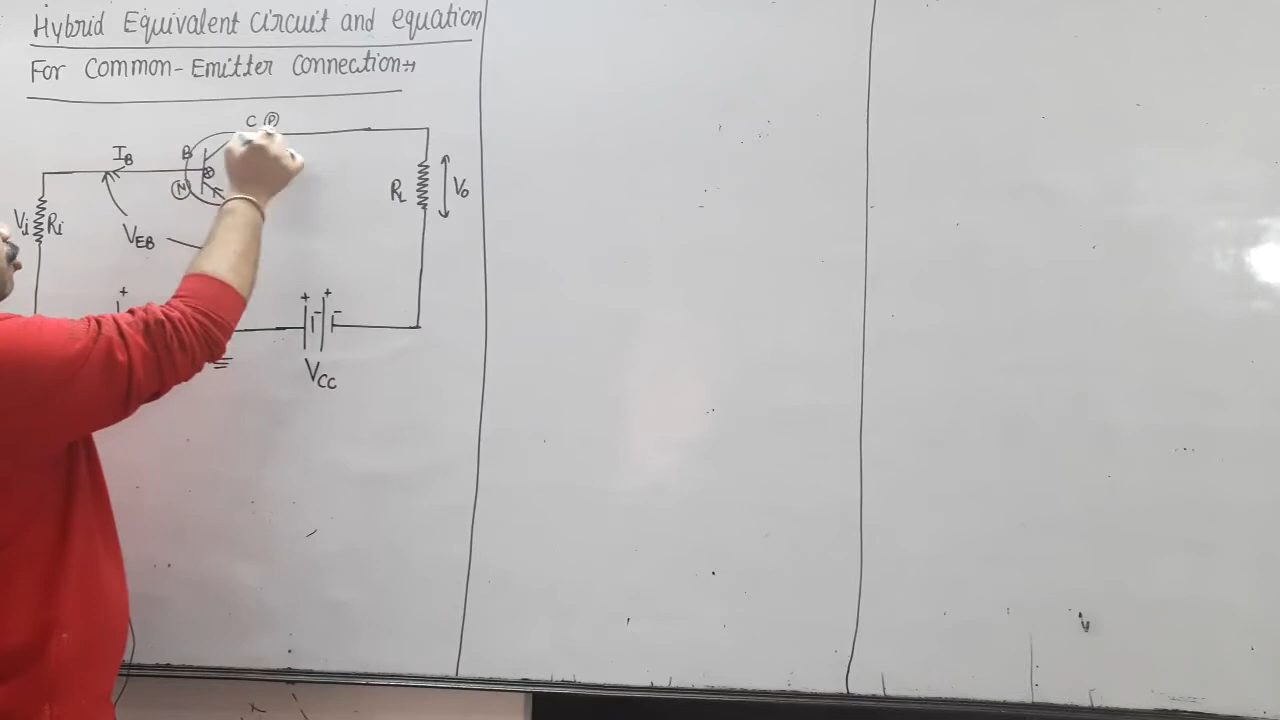 Hybrid Equivalent Circuit and equation
For Common-Emitter Connection:→
C P
IB B
N
Vi Ri
VEB
RL Vo
+
+ + - -
VCC